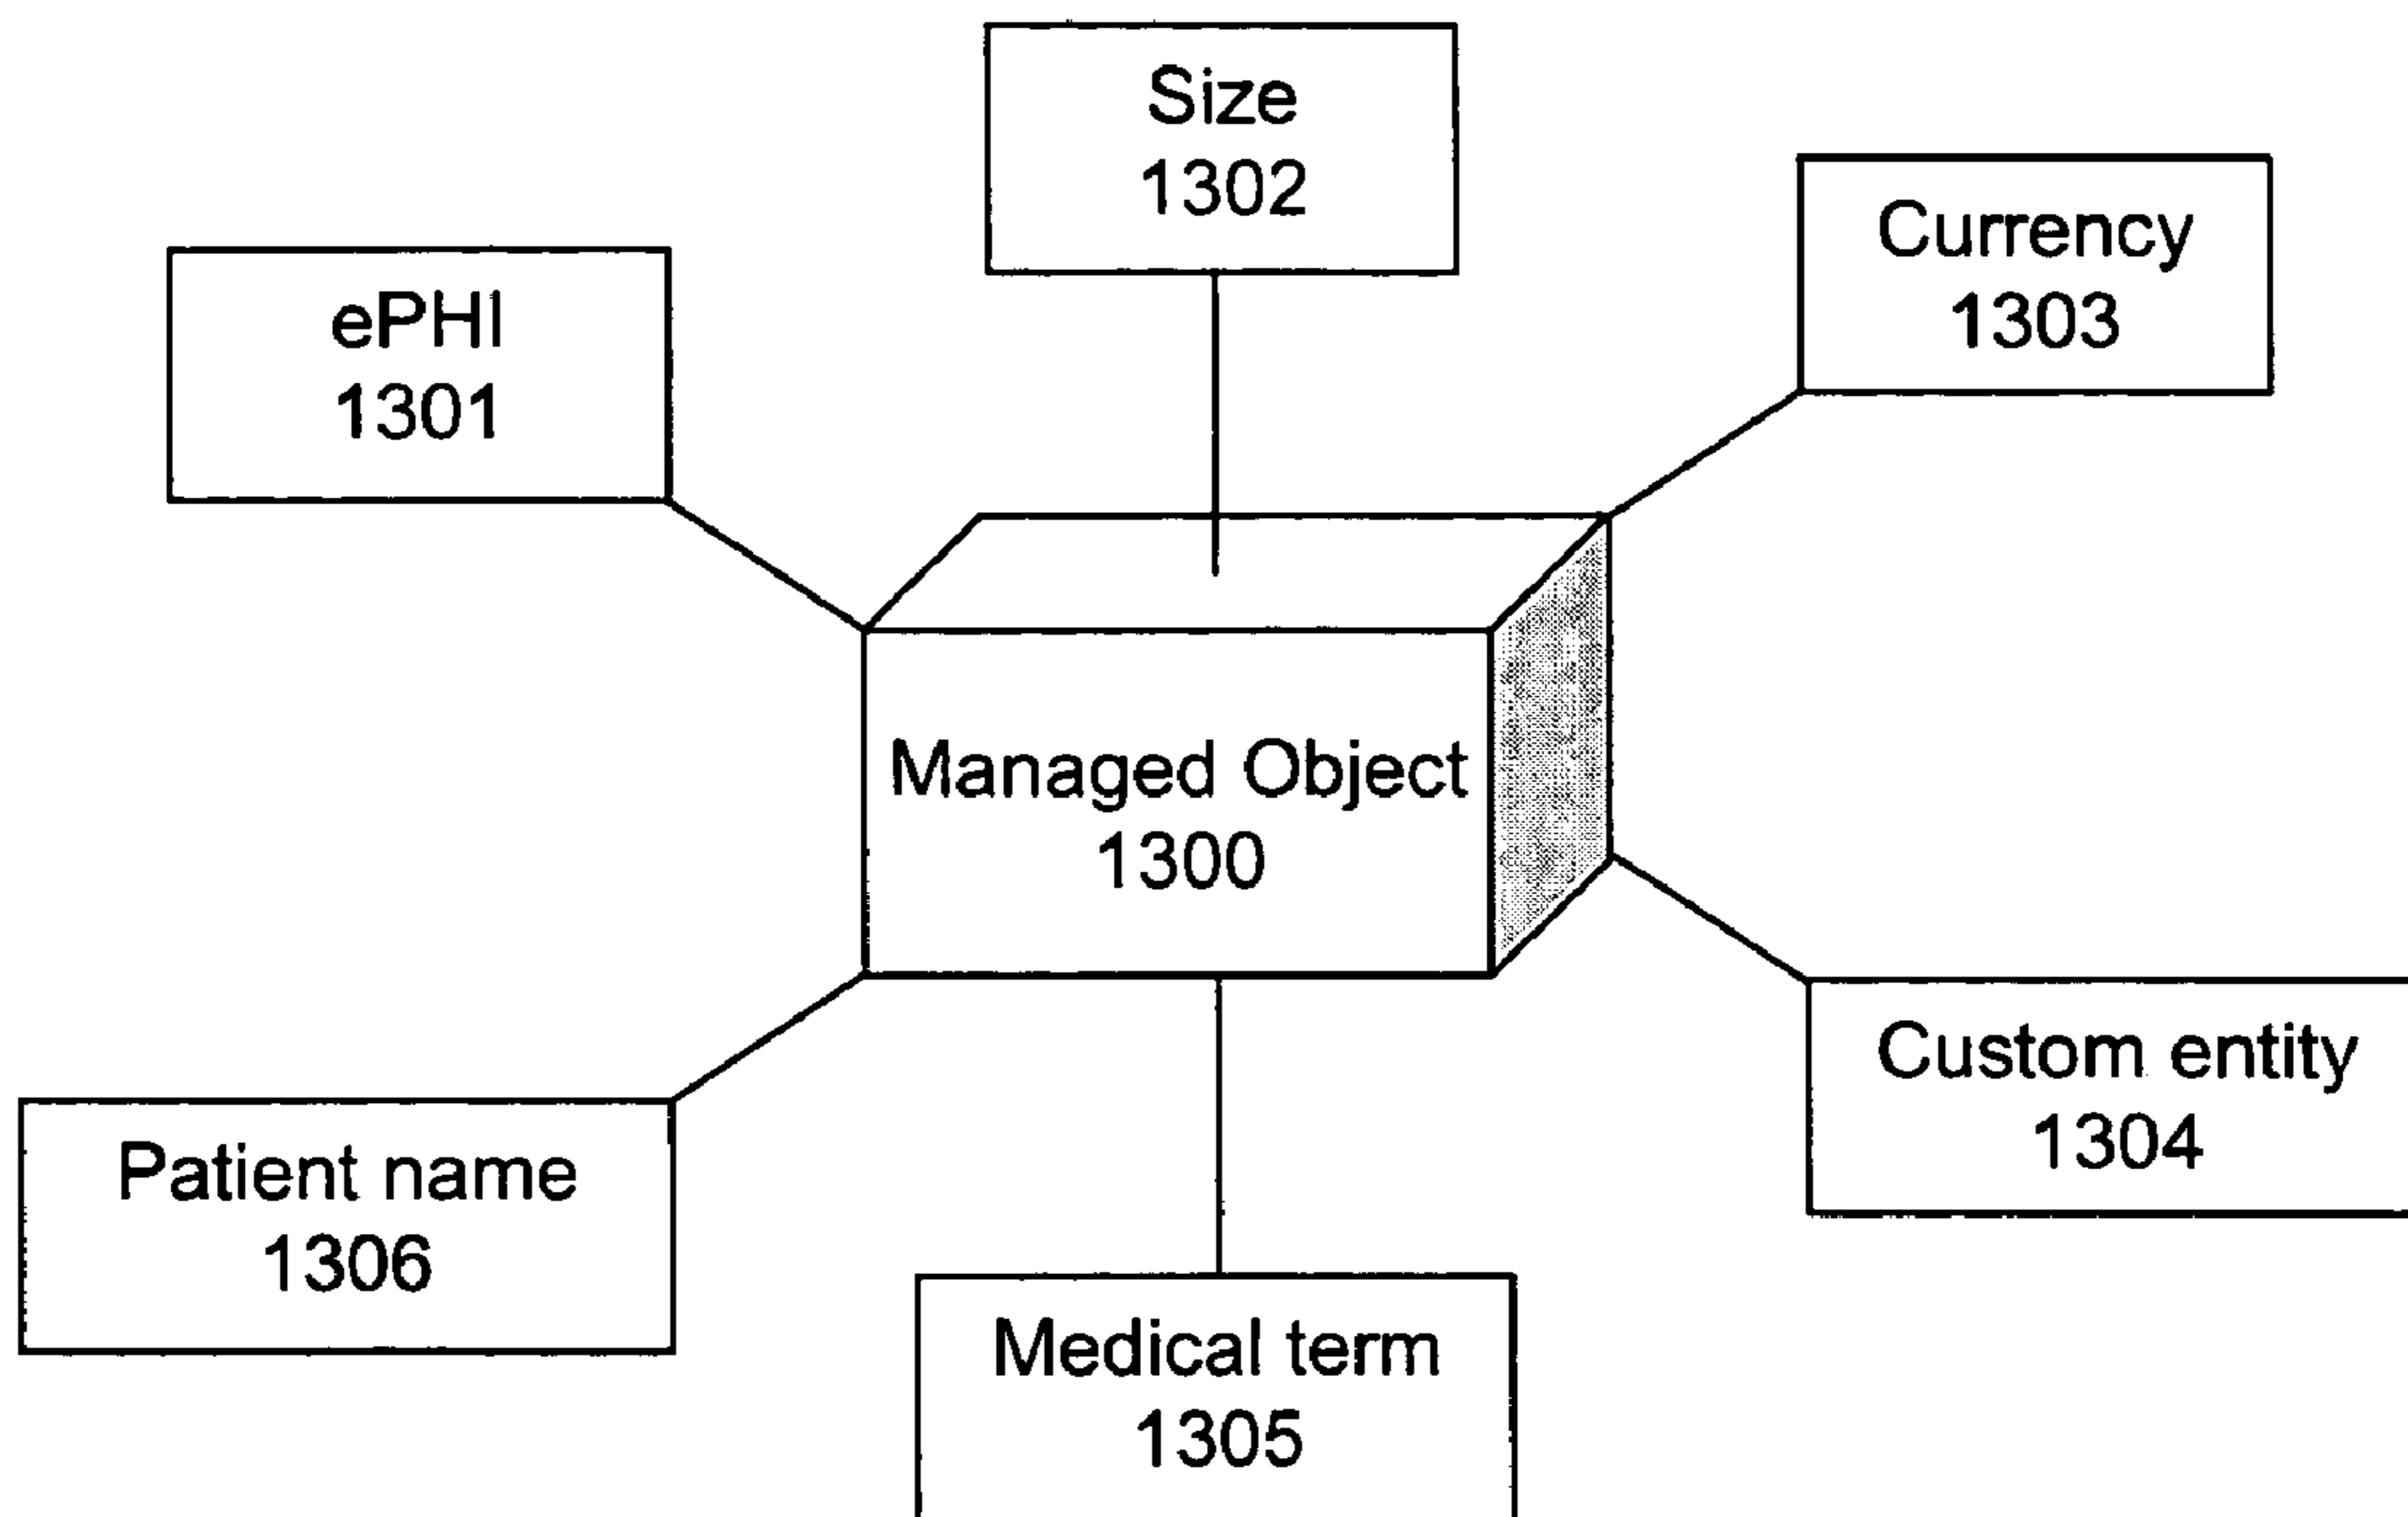 Size
1302
Currency
1303
ePHI
1301
Managed Object
1300
Custom entity
1304
Patient name
1306
Medical term
1305